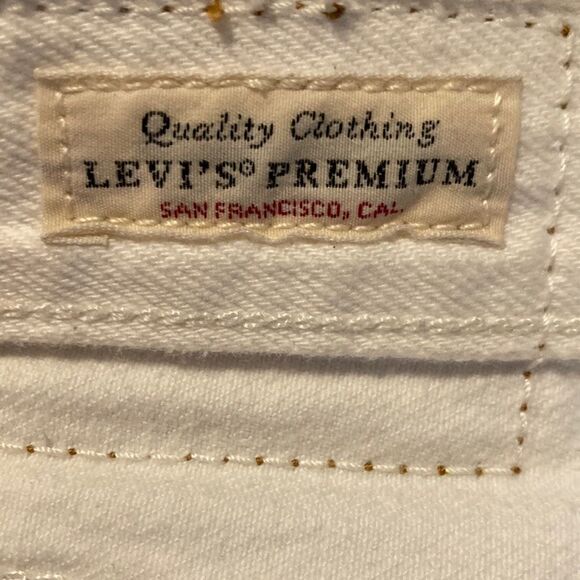 Quality Clothing
LEVI'S® PREMIUM
SAN FRANCISCO, CAL.